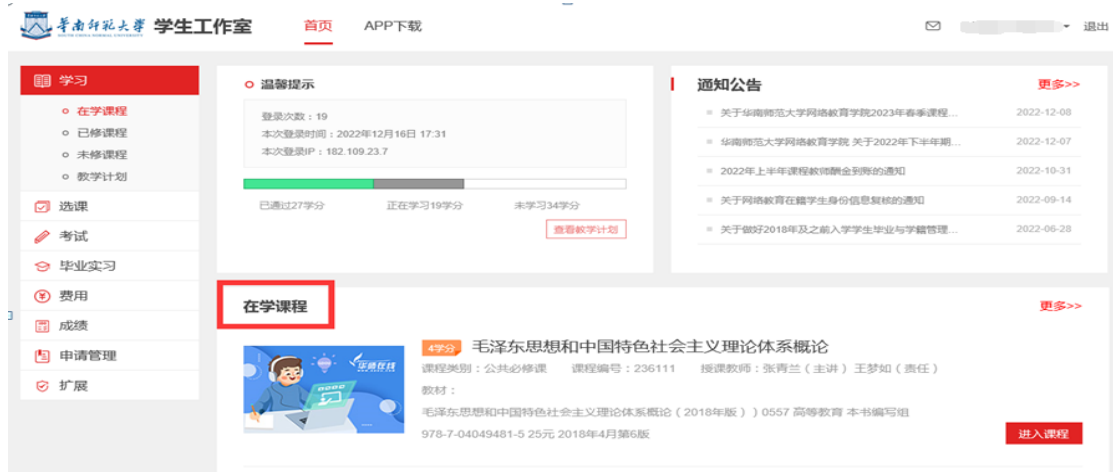 華南師範大學 学生工作室 首页 APP下载 退出
SOUTH CHINA NORMAL UNIVERSITY
学习
在学课程
已修课程
未修课程
教学计划
选课
考试
毕业实习
费用
成绩
申请管理
扩展
温馨提示
登录次数：19
本次登录时间：2022年12月16日 17:31
本次登录IP：182.109.23.7
已通过27学分 正在学习19学分 未学习34学分
查看教学计划
通知公告 更多>>
关于华南师范大学网络教育学院2023年春季课程... 2022-12-08
华南师范大学网络教育学院 关于2022年下半年期... 2022-12-07
2022年上半年课程教师酬金到账的通知 2022-10-31
关于网络教育在籍学生身份信息复核的通知 2022-09-14
关于做好2018年及之前入学学生毕业与学籍管理... 2022-06-28
在学课程 更多>>
华师在线
4学分 毛泽东思想和中国特色社会主义理论体系概论
课程类别：公共必修课 课程编号：236111 授课教师：张青兰（主讲）王梦如（责任）
教材：
毛泽东思想和中国特色社会主义理论体系概论（2018年版））0557 高等教育 本书编写组
978-7-04049481-5 25元 2018年4月第6版
进入课程